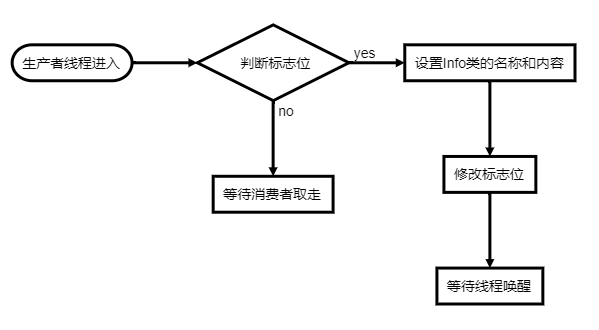 生产者线程进入
判断标志位
yes
设置Info类的名称和内容
no
修改标志位
等待消费者取走
等待线程唤醒